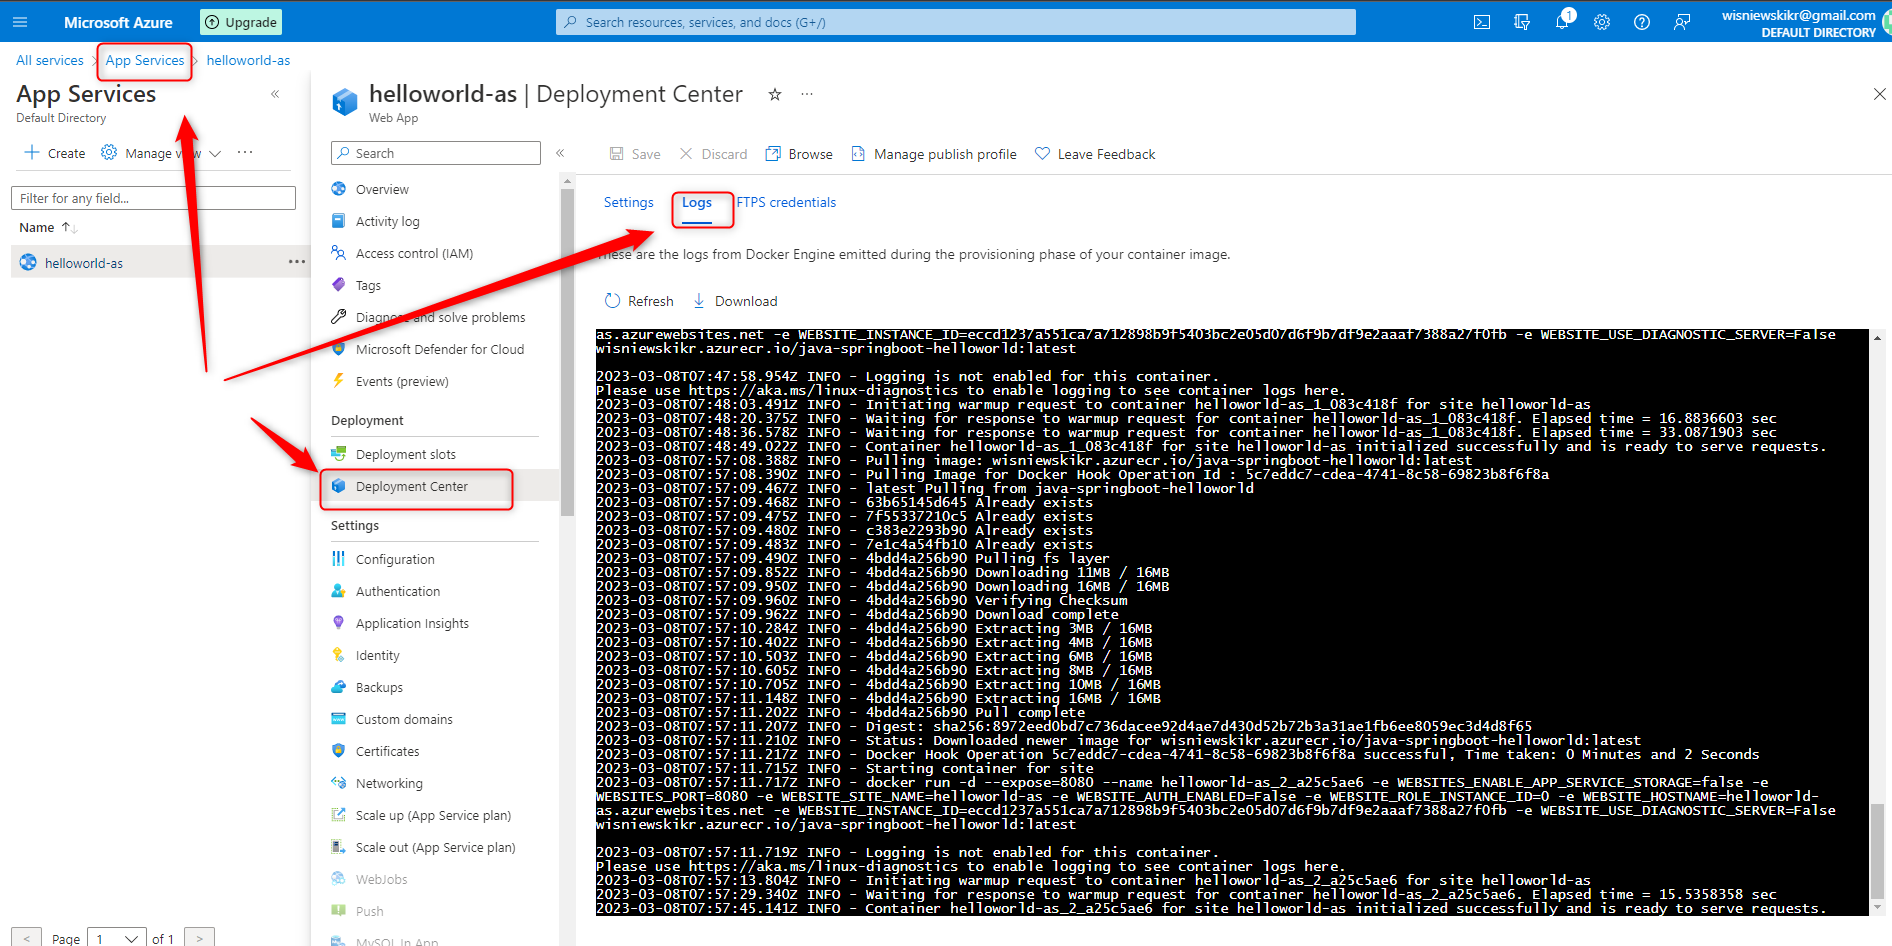 Microsoft Azure
Upgrade
Search resources, services, and docs (G+/)
1
wisniewskikr@gmail.com
DEFAULT DIRECTORY
All services
App Services
helloworld-as
App Services
Default Directory
Create
Manage
Filter for any field...
Name
helloworld-as
Page
1
of 1
helloworld-as | Deployment Center
Web App
Search
Overview
Activity log
Access control (IAM)
Tags
Diagnose and solve problems
Microsoft Defender for Cloud
Events (preview)
Deployment
Deployment slots
Deployment Center
Settings
Configuration
Authentication
Application Insights
Identity
Backups
Custom domains
Certificates
Networking
Scale up (App Service plan)
Scale out (App Service plan)
WebJobs
Push
MySQL In App
Save
Discard
Browse
Manage publish profile
Leave Feedback
Settings
Logs
FTPS credentials
These are the logs from Docker Engine emitted during the provisioning phase of your container image.
Refresh
Download
as.azurewebsites.net -e -e WEBSITE_USE_DIAGNOSTIC_SERVER=False
wisniewskikr.azurecr.io/java-springboot-helloworld:latest
2023-03-08T07:47:58.954Z INFO - Logging is not enabled for this container.
Please use https://aka.ms/linux-diagnostics to enable logging to see container logs here.
2023-03-08T07:48:03.491Z INFO - Initiating warmup request to container helloworld-as_1_083c418f for site helloworld-as
2023-03-08T07:48:20.375Z INFO - Waiting for response to warmup request for container helloworld-as_1_083c418f. Elapsed time = 16.8836603 sec
2023-03-08T07:48:36.578Z INFO - Waiting for response to warmup request for container helloworld-as_1_083c418f. Elapsed time = 33.0871903 sec
2023-03-08T07:48:49.022Z INFO - Container helloworld-as_1_083c418f for site helloworld-as initialized successfully and is ready to serve requests.
2023-03-08T07:57:08.388Z INFO - Pulling image: wisniewskikr.azurecr.io/java-springboot-helloworld:latest
2023-03-08T07:57:08.390Z INFO - Pulling Image for Docker Hook Operation Id : 5c7eddc7-cdea-4741-8c58-69823b8f6f8a
2023-03-08T07:57:09.467Z INFO - latest Pulling from java-springboot-helloworld
2023-03-08T07:57:09.468Z INFO - 63b65145d645 Already exists
2023-03-08T07:57:09.475Z INFO - 7f55337210c5 Already exists
2023-03-08T07:57:09.480Z INFO - c383e2293b90 Already exists
2023-03-08T07:57:09.483Z INFO - 7e1c4a54fb10 Already exists
2023-03-08T07:57:09.490Z INFO - 4bdd4a256b90 Pulling fs layer
2023-03-08T07:57:09.852Z INFO - 4bdd4a256b90 Downloading 11MB / 16MB
2023-03-08T07:57:09.950Z INFO - 4bdd4a256b90 Downloading 16MB / 16MB
2023-03-08T07:57:09.960Z INFO - 4bdd4a256b90 Verifying Checksum
2023-03-08T07:57:09.962Z INFO - 4bdd4a256b90 Download complete
2023-03-08T07:57:10.284Z INFO - 4bdd4a256b90 Extracting 3MB / 16MB
2023-03-08T07:57:10.402Z INFO - 4bdd4a256b90 Extracting 4MB / 16MB
2023-03-08T07:57:10.503Z INFO - 4bdd4a256b90 Extracting 6MB / 16MB
2023-03-08T07:57:10.605Z INFO - 4bdd4a256b90 Extracting 8MB / 16MB
2023-03-08T07:57:10.705Z INFO - 4bdd4a256b90 Extracting 10MB / 16MB
2023-03-08T07:57:11.148Z INFO - 4bdd4a256b90 Extracting 16MB / 16MB
2023-03-08T07:57:11.202Z INFO - 4bdd4a256b90 Pull complete
2023-03-08T07:57:11.207Z INFO - Digest: sha256:8972eed0bd7c736dacee92d4ae7d430d52b72b3a31ae1fb6ee8059ec3d4d8f65
2023-03-08T07:57:11.210Z INFO - Status: Downloaded newer image for wisniewskikr.azurecr.io/java-springboot-helloworld:latest
2023-03-08T07:57:11.217Z INFO - Docker Hook Operation 5c7eddc7-cdea-4741-8c58-69823b8f6f8a successful, Time taken: 0 Minutes and 2 Seconds
2023-03-08T07:57:11.715Z INFO - Starting container for site
2023-03-08T07:57:11.717Z INFO - docker run -d --expose=8080 --name helloworld-as_2_a25c5ae6 -e WEBSITES_ENABLE_APP_SERVICE_STORAGE=false -e
WEBSITES_PORT=8080 -e WEBSITE_SITE_NAME=helloworld-as -e WEBSITE_AUTH_ENABLED=False -e WEBSITE_ROLE_INSTANCE_ID=0 -e WEBSITE_HOSTNAME=helloworld-
as.azurewebsites.net -e WEBSITE_INSTANCE_ID=eccd1237a551ca7a712898b9f5403bc2e05d07d6f9b7df9e2aaaf7388a27f0fb -e WEBSITE_USE_DIAGNOSTIC_SERVER=False
wisniewskikr.azurecr.io/java-springboot-helloworld:latest
2023-03-08T07:57:11.719Z INFO - Logging is not enabled for this container.
Please use https://aka.ms/linux-diagnostics to enable logging to see container logs here.
2023-03-08T07:57:13.804Z INFO - Initiating warmup request to container helloworld-as_2_a25c5ae6 for site helloworld-as
2023-03-08T07:57:29.340Z INFO - Waiting for response to warmup request for container helloworld-as_2_a25c5ae6. Elapsed time = 15.5358358 sec
2023-03-08T07:57:45.141Z INFO - Container helloworld-as_2_a25c5ae6 for site helloworld-as initialized successfully and is ready to serve requests.